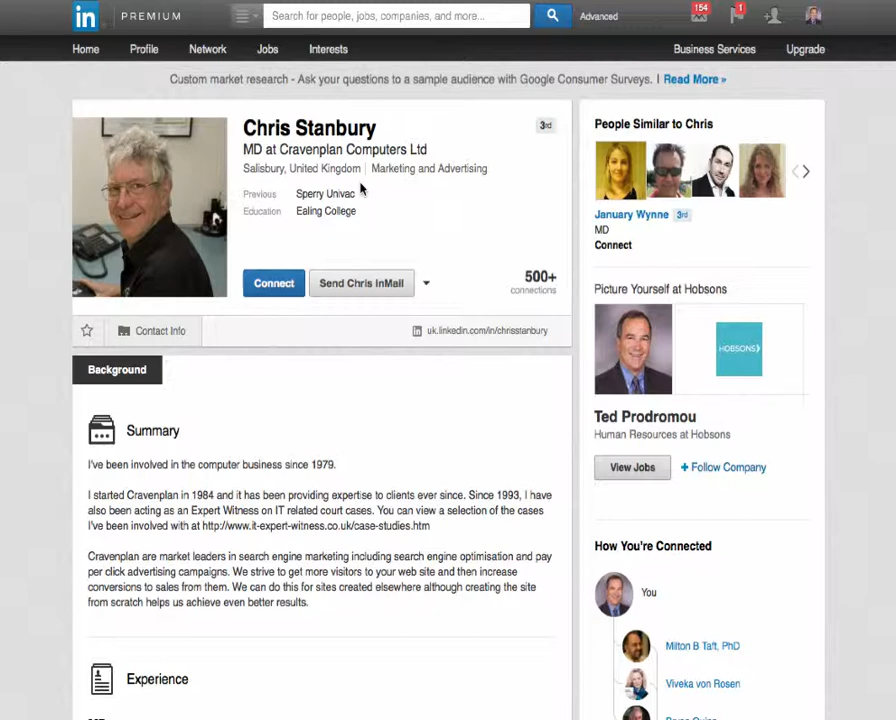 in PREMIUM
Search for people, jobs, companies, and more...
Advanced
154
1
Home Profile Network Jobs Interests Business Services Upgrade
Custom market research - Ask your questions to a sample audience with Google Consumer Surveys. | Read More »
Chris Stanbury
3rd
MD at Cravenplan Computers Ltd
Salisbury, United Kingdom | Marketing and Advertising
Previous Sperry Univac
Education Ealing College
Connect
Send Chris InMail
500+
connections
Contact Info
in uk.linkedin.com/in/chrisstanbury
Background
Summary
I've been involved in the computer business since 1979.
I started Cravenplan in 1984 and it has been providing expertise to clients ever since. Since 1993, I have
also been acting as an Expert Witness on IT related court cases. You can view a selection of the cases
I've been involved with at http://www.it-expert-witness.co.uk/case-studies.htm
Cravenplan are market leaders in search engine marketing including search engine optimisation and pay
per click advertising campaigns. We strive to get more visitors to your web site and then increase
conversions to sales from them. We can do this for sites created elsewhere although creating the site
from scratch helps us achieve even better results.
Experience
People Similar to Chris
January Wynne 3rd
MD
Connect
Picture Yourself at Hobsons
HOBSONS
Ted Prodromou
Human Resources at Hobsons
View Jobs
+ Follow Company
How You're Connected
You
Milton B Taft, PhD
Viveka von Rosen